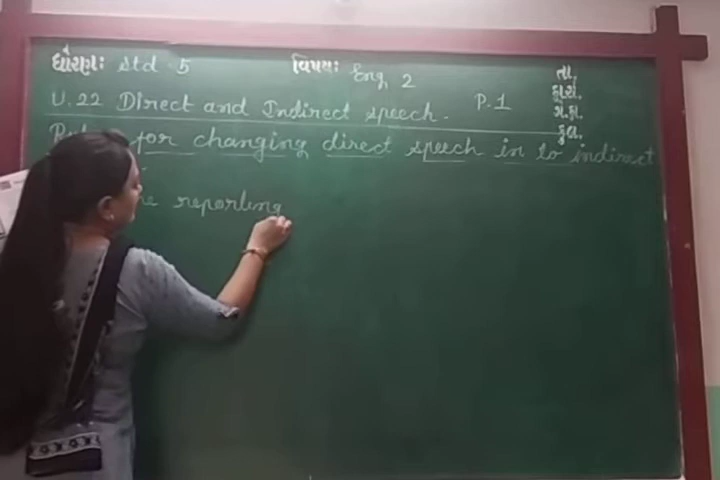 ધોરણ: std 5 વિષય: Eng 2 તા.
હાસં.
ગે.હા.
કુલ.
U.22 Direct and Indirect speech. P.1
for changing direct speech in to indirect
reporting